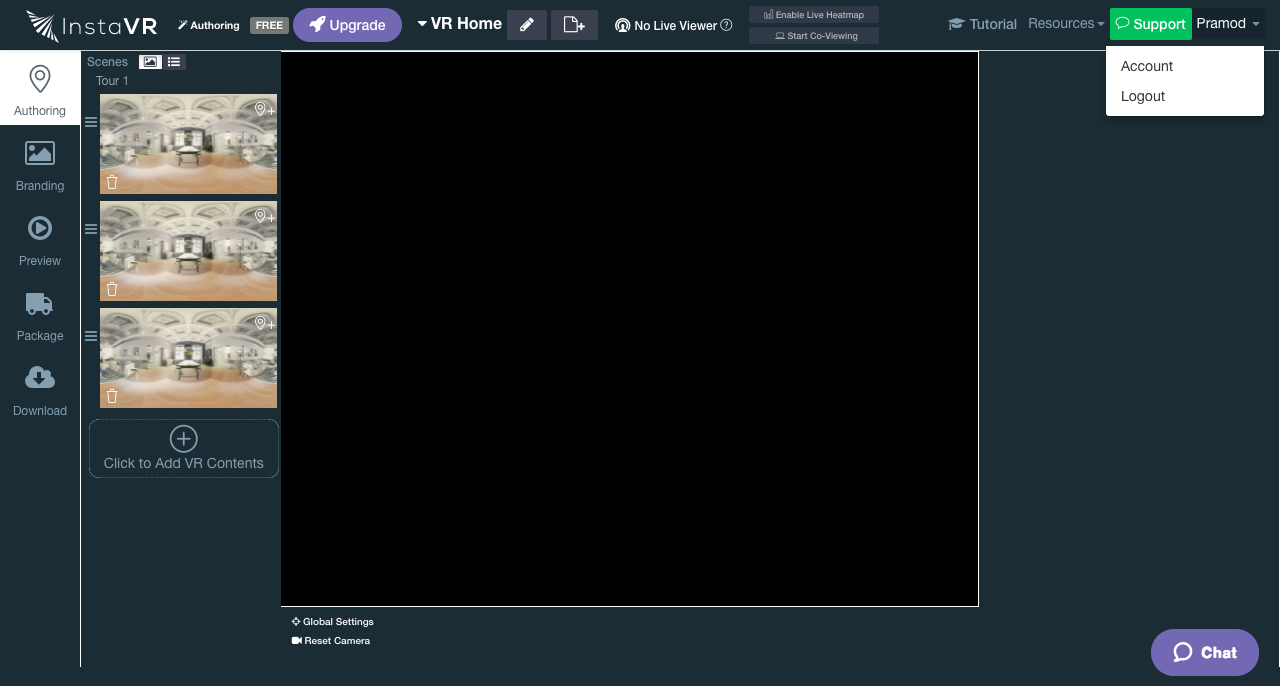 InstaVR
Authoring
FREE
Upgrade
VR Home
No Live Viewer
Enable Live Heatmap
Start Co-Viewing
Tutorial
Resources
Support
Pramod
Account
Logout
Authoring
Branding
Preview
Package
Download
Scenes
Tour 1
Click to Add VR Contents
Global Settings
Reset Camera
Chat